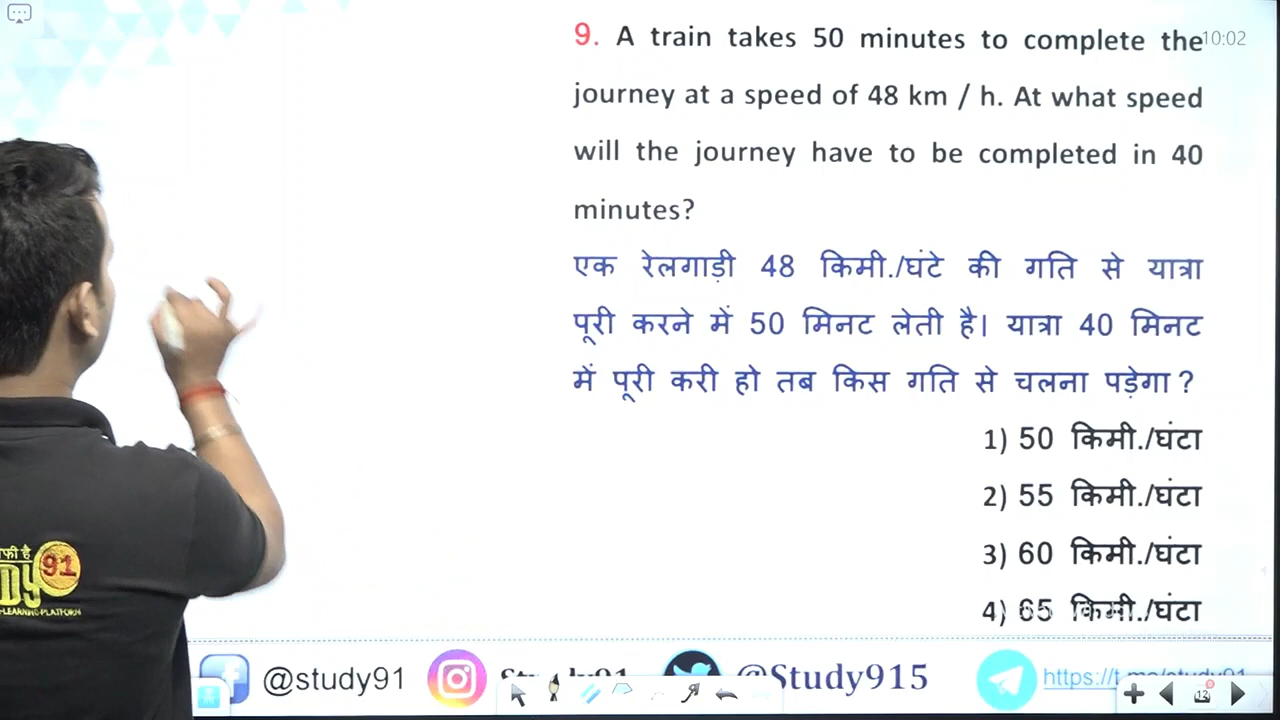 9. A train takes 50 minutes to complete the
10:02
journey at a speed of 48 km / h. At what speed
will the journey have to be completed in 40
minutes?
एक रेलगाड़ी 48 किमी./घंटे की गति से यात्रा
पूरी करने में 50 मिनट लेती है। यात्रा 40 मिनट
में पूरी करी हो तब किस गति से चलना पड़ेगा ?
1) 50 किमी./घंटा
2) 55 किमी./घंटा
3) 60 किमी./घंटा
4) 65 किमी./घंटा
91
@study91
@Study915
12